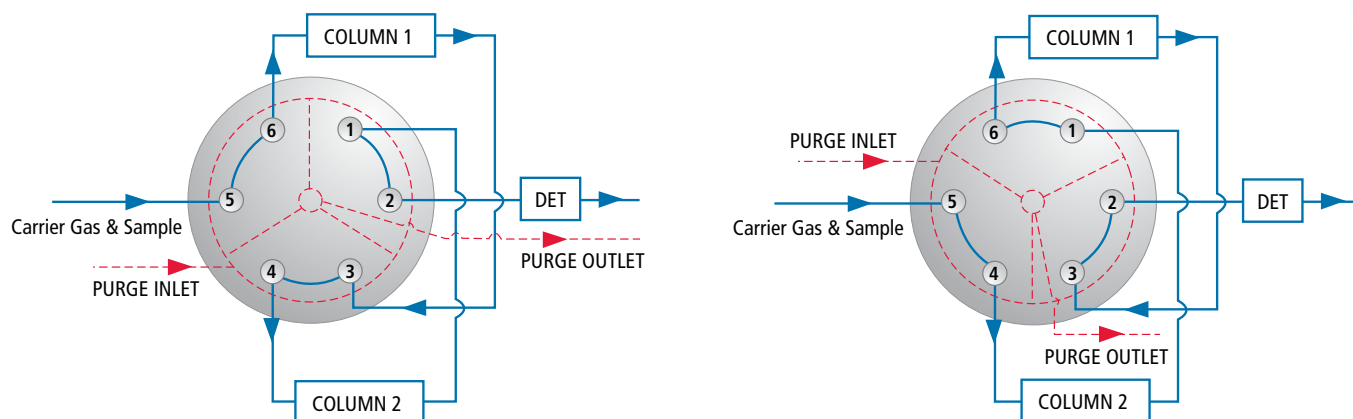 COLUMN 1
6
1
5
2
DET
Carrier Gas & Sample
PURGE OUTLET
4
3
PURGE INLET
COLUMN 2
COLUMN 1
6
1
PURGE INLET
5
2
DET
Carrier Gas & Sample
4
3
PURGE OUTLET
COLUMN 2